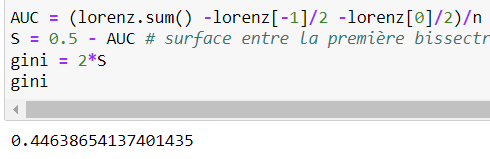 AUC = (lorenz.sum() -lorenz[-1]/2 -lorenz[0]/2)/n
S = 0.5 - AUC # surface entre la première bissectr
gini = 2*S
gini
0.44638654137401435